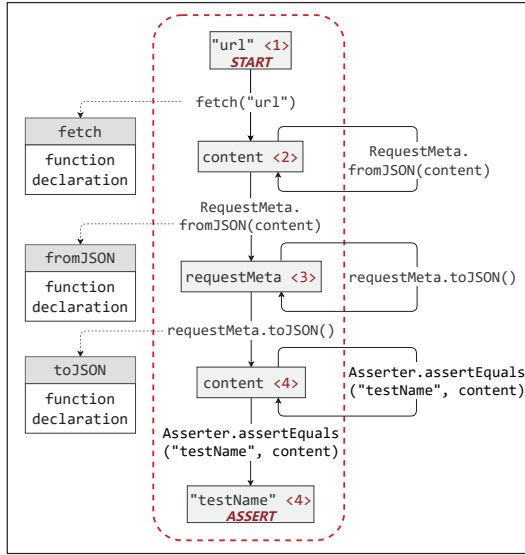 "url" <1>
START
fetch("url")
fetch
function
declaration
content <2>
RequestMeta.
fromJSON(content)
RequestMeta.
fromJSON(content)
fromJSON
function
declaration
requestMeta <3>
requestMeta.toJSON()
requestMeta.toJSON()
toJSON
function
declaration
content <4>
Asserter.assertEquals
("testName", content)
Asserter.assertEquals
("testName", content)
"testName" <4>
ASSERT